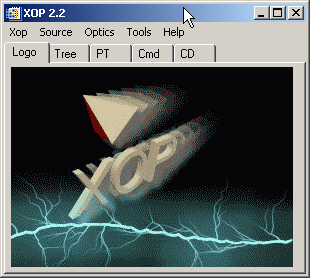 XOP 2.2
Xop Source Optics Tools Help
Logo Tree PT Cmd CD
XOP